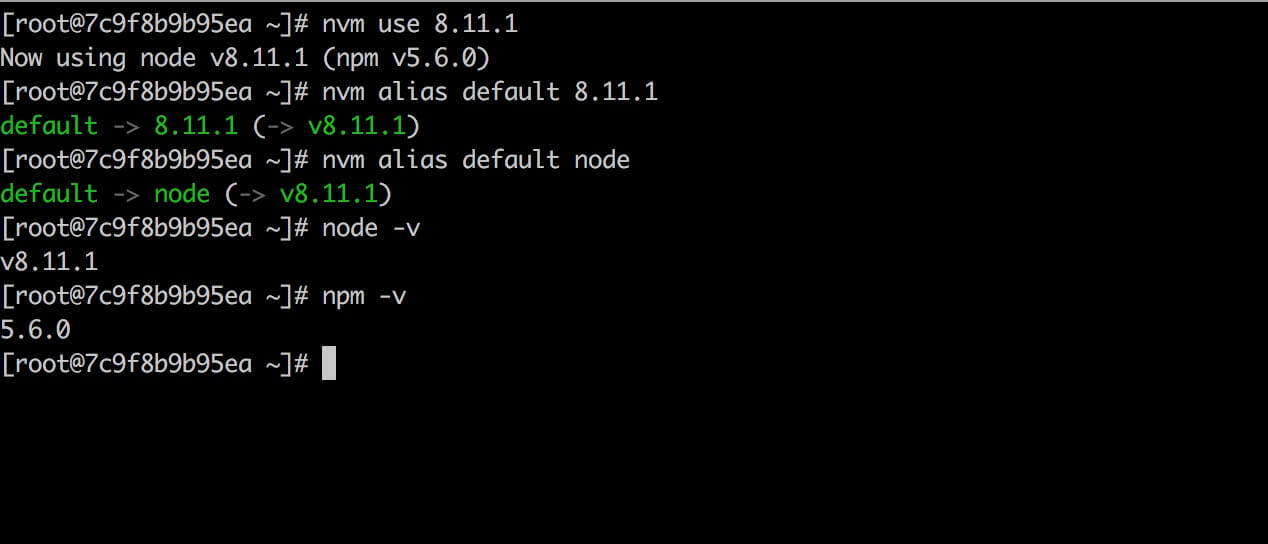 [root@7c9f8b9b95ea ~]# nvm use 8.11.1
Now using node v8.11.1 (npm v5.6.0)
[root@7c9f8b9b95ea ~]# nvm alias default 8.11.1
default -> 8.11.1 (-> v8.11.1)
[root@7c9f8b9b95ea ~]# nvm alias default node
default -> node (-> v8.11.1)
[root@7c9f8b9b95ea ~]# node -v
v8.11.1
[root@7c9f8b9b95ea ~]# npm -v
5.6.0
[root@7c9f8b9b95ea ~]#